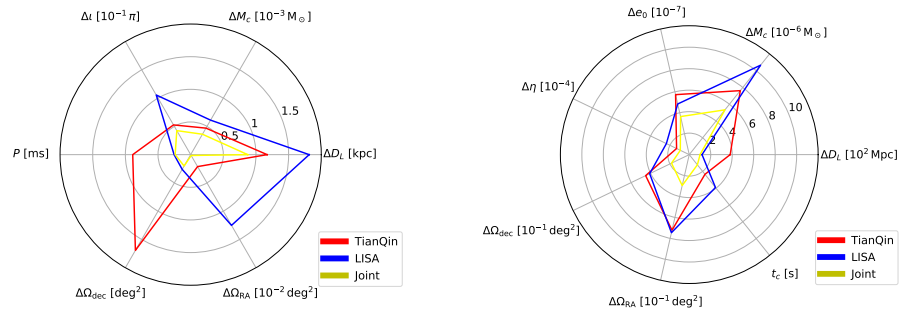 Δι [10⁻¹ π]
ΔM_c [10⁻³ M_⊙]
1.5
1
0.5
P [ms]
ΔD_L [kpc]
ΔΩ_dec [deg²]
ΔΩ_RA [10⁻² deg²]
TianQin
LISA
Joint
Δe₀ [10⁻⁷]
ΔM_c [10⁻⁶ M_⊙]
Δη [10⁻⁴]
10
8
6
4
2
ΔD_L [10² Mpc]
ΔΩ_dec [10⁻¹ deg²]
t_c [s]
ΔΩ_RA [10⁻¹ deg²]
TianQin
LISA
Joint